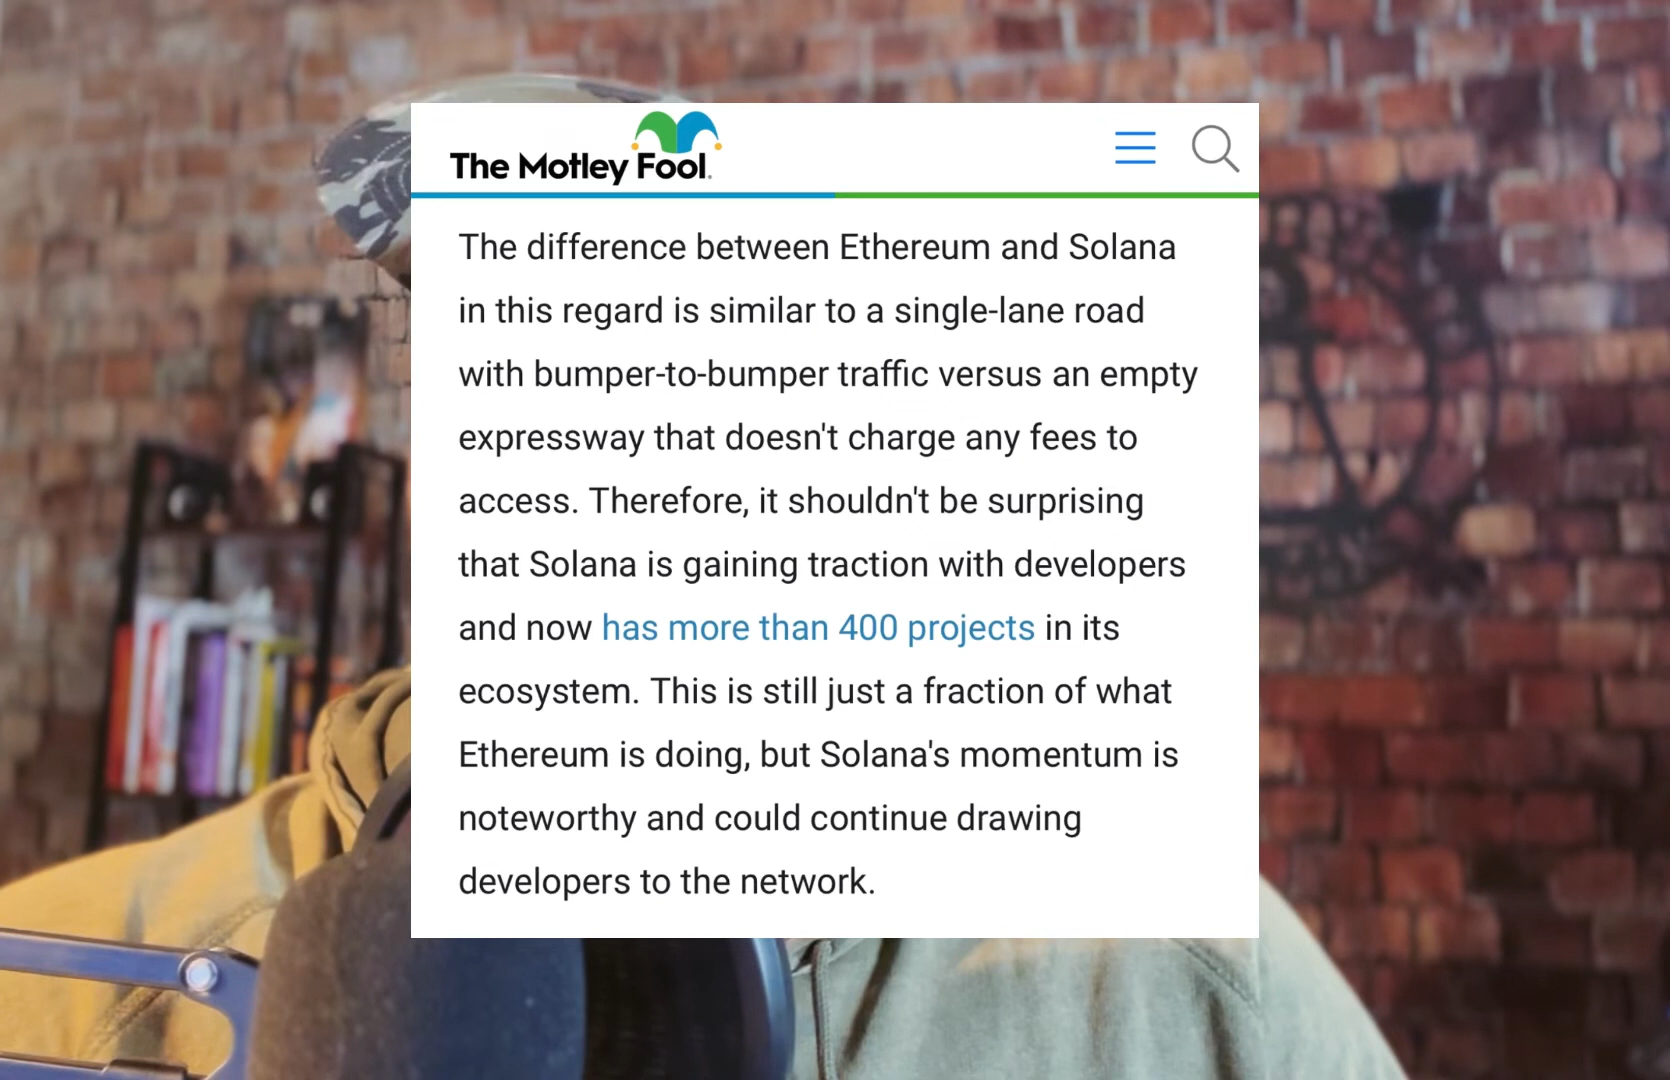 The Motley Fool.
The difference between Ethereum and Solana
in this regard is similar to a single-lane road
with bumper-to-bumper traffic versus an empty
expressway that doesn't charge any fees to
access. Therefore, it shouldn't be surprising
that Solana is gaining traction with developers
and now has more than 400 projects in its
ecosystem. This is still just a fraction of what
Ethereum is doing, but Solana's momentum is
noteworthy and could continue drawing
developers to the network.